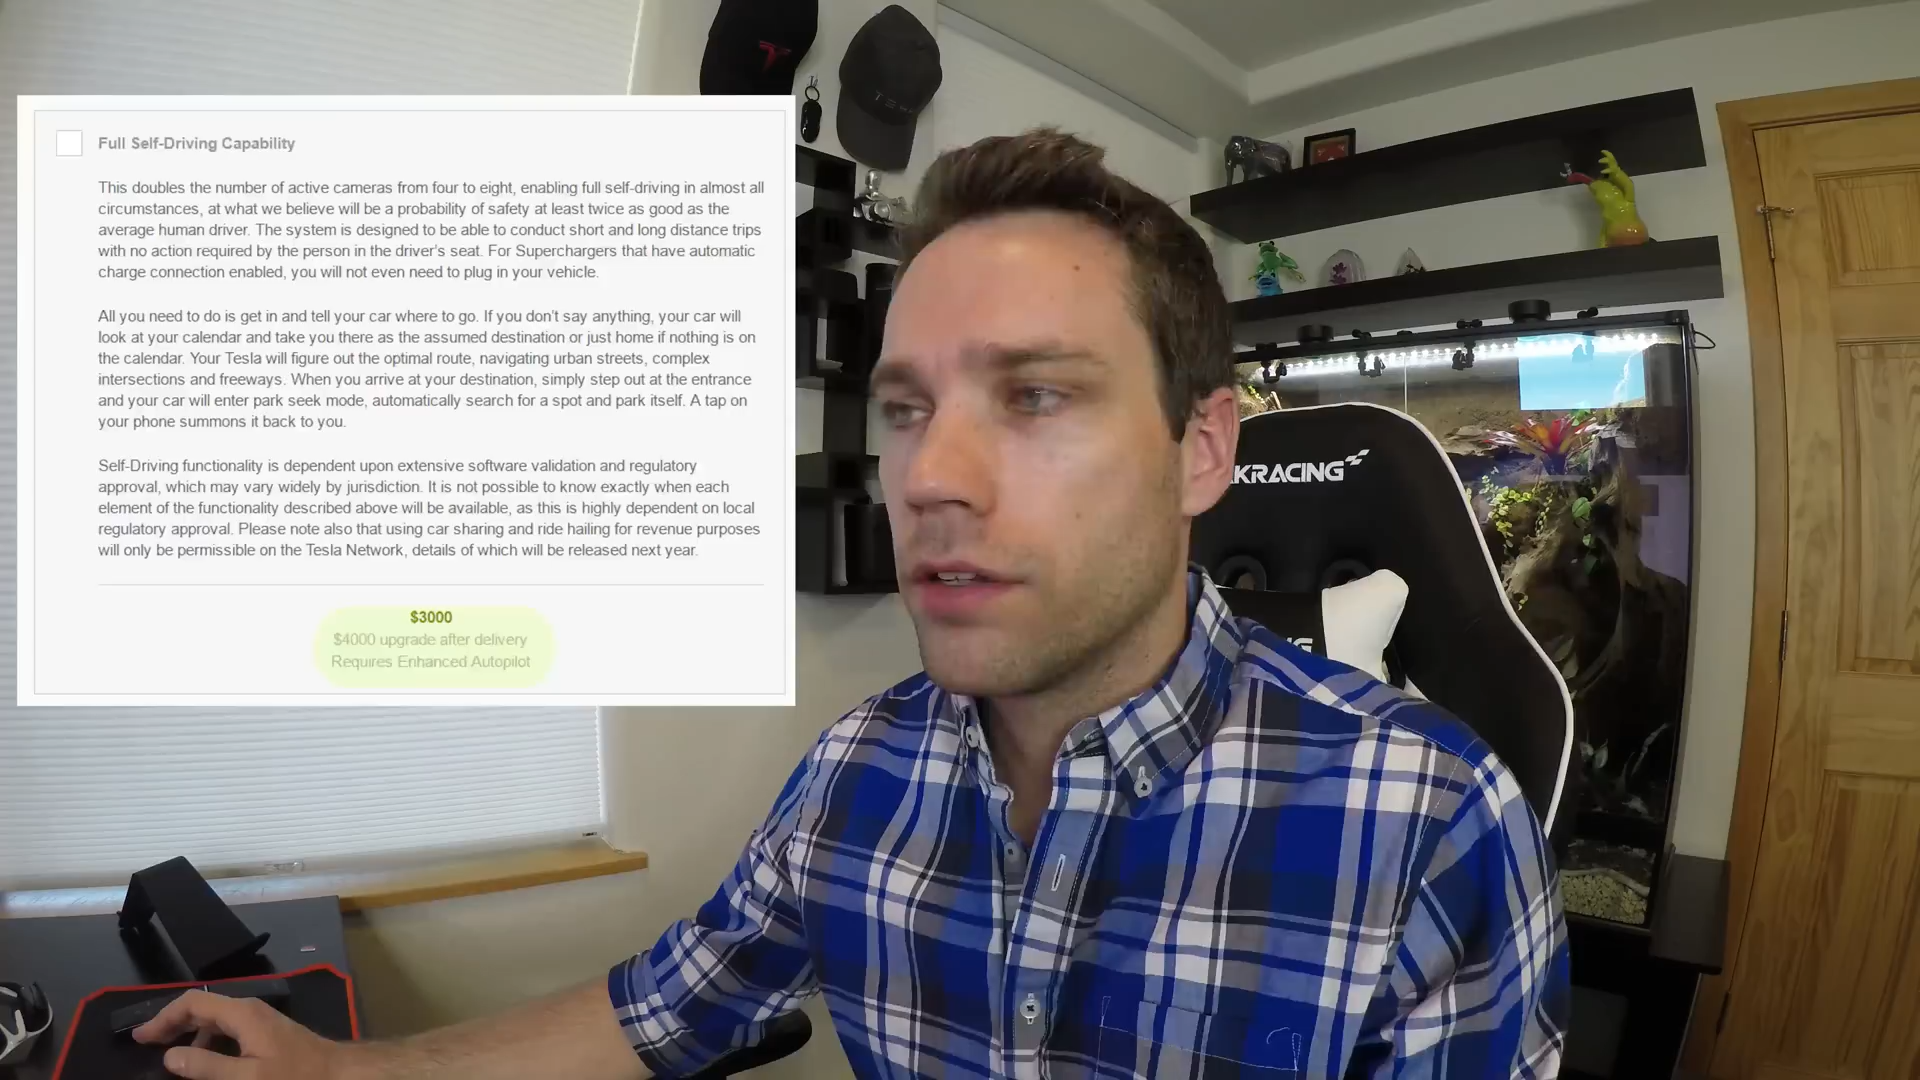 Full Self-Driving Capability
This doubles the number of active cameras from four to eight, enabling full self-driving in almost all
circumstances, at what we believe will be a probability of safety at least twice as good as the
average human driver. The system is designed to be able to conduct short and long distance trips
with no action required by the person in the driver's seat. For Superchargers that have automatic
charge connection enabled, you will not even need to plug in your vehicle.
All you need to do is get in and tell your car where to go. If you don't say anything, your car will
look at your calendar and take you there as the assumed destination or just home if nothing is on
the calendar. Your Tesla will figure out the optimal route, navigating urban streets, complex
intersections and freeways. When you arrive at your destination, simply step out at the entrance
and your car will enter park seek mode, automatically search for a spot and park itself. A tap on
your phone summons it back to you.
Self-Driving functionality is dependent upon extensive software validation and regulatory
approval, which may vary widely by jurisdiction. It is not possible to know exactly when each
element of the functionality described above will be available, as this is highly dependent on local
regulatory approval. Please note also that using car sharing and ride hailing for revenue purposes
will only be permissible on the Tesla Network, details of which will be released next year.
$3000
$4000 upgrade after delivery
Requires Enhanced Autopilot
KRACING